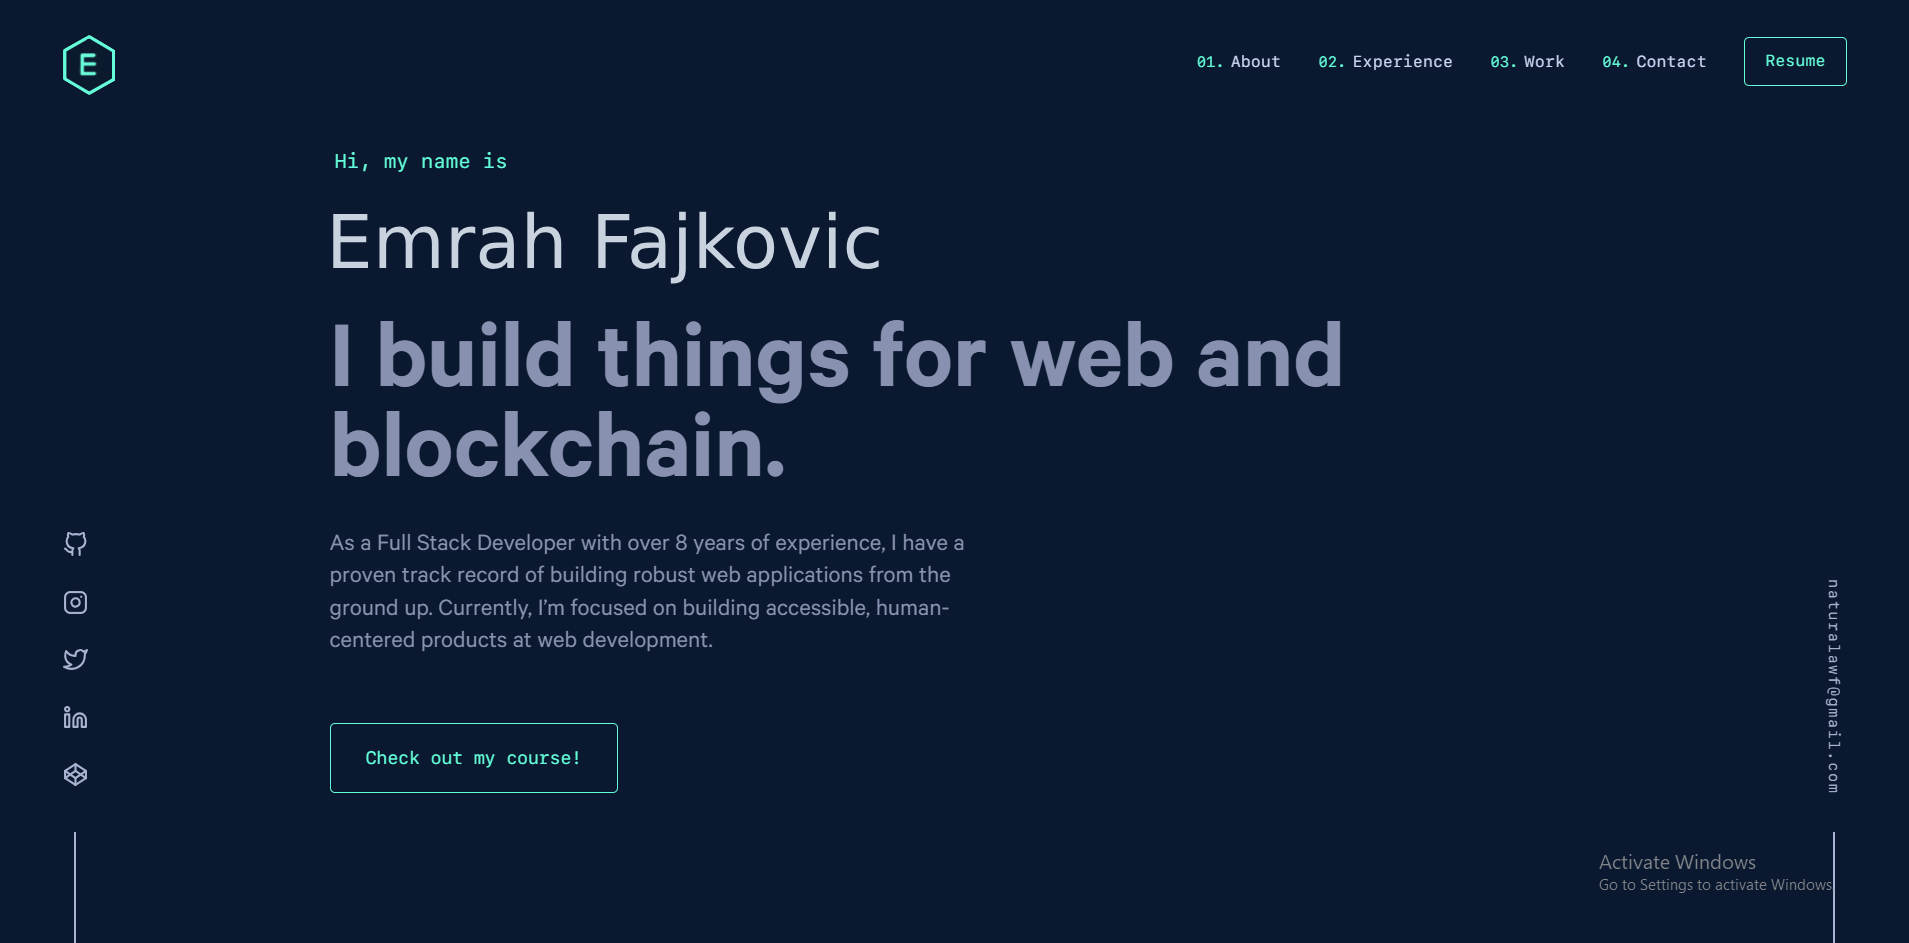 E
01. About 02. Experience 03. Work 04. Contact Resume
Hi, my name is
Emrah Fajkovic
I build things for web and
blockchain.
As a Full Stack Developer with over 8 years of experience, I have a
proven track record of building robust web applications from the
ground up. Currently, I’m focused on building accessible, human-
centered products at web development.
Check out my course!
naturalawf@gmail.com
Activate Windows
Go to Settings to activate Windows